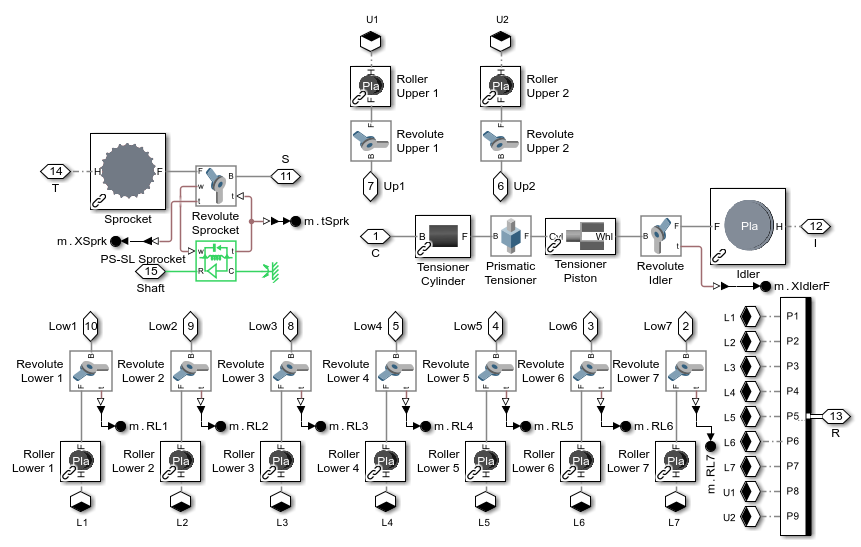 U1
U2
H
Pla
F
Roller
Upper 1
H
Pla
F
Roller
Upper 2
F
B
Revolute
Upper 1
F
B
Revolute
Upper 2
7
Up1
6
Up2
14
T
H
F
Sprocket
F
w
t
B
t
Revolute
Sprocket
S
11
m.tSprk
m.XSprk
PS-SL Sprocket
15
Shaft
w
t
R
C
1
C
B
F
Tensioner
Cylinder
B
F
Prismatic
Tensioner
Cyl
Whl
Tensioner
Piston
B
F
t
Revolute
Idler
F
Pla
H
Idler
12
I
m.XIdlerF
Low1
10
Low2
9
Low3
8
Low4
5
Low5
4
Low6
3
Low7
2
Revolute
Lower 1
B
F
f
Revolute
Lower 2
B
F
f
Revolute
Lower 3
B
F
f
Revolute
Lower 4
B
F
f
Revolute
Lower 5
B
F
f
Revolute
Lower 6
B
F
f
Revolute
Lower 7
B
F
f
m.RL1
m.RL2
m.RL3
m.RL4
m.RL5
m.RL6
m.RL7
Roller
Lower 1
F
Pla
H
Roller
Lower 2
F
Pla
H
Roller
Lower 3
F
Pla
H
Roller
Lower 4
F
Pla
H
Roller
Lower 5
F
Pla
H
Roller
Lower 6
F
Pla
H
Roller
Lower 7
F
Pla
H
L1
L2
L3
L4
L5
L6
L7
L1
P1
L2
P2
L3
P3
L4
P4
L5
P5
L6
P6
L7
P7
U1
P8
U2
P9
13
R